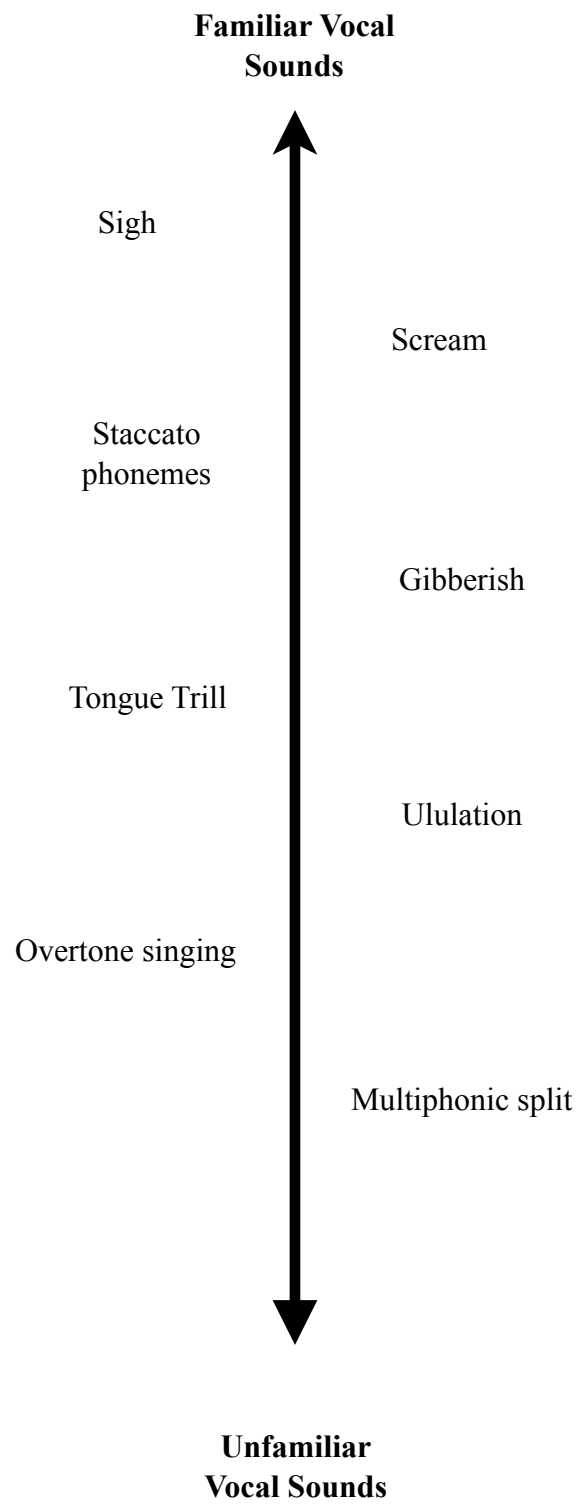 Familiar Vocal
Sounds
Sigh
Scream
Staccato
phonemes
Gibberish
Tongue Trill
Ululation
Overtone singing
Multiphonic split
Unfamiliar
Vocal Sounds